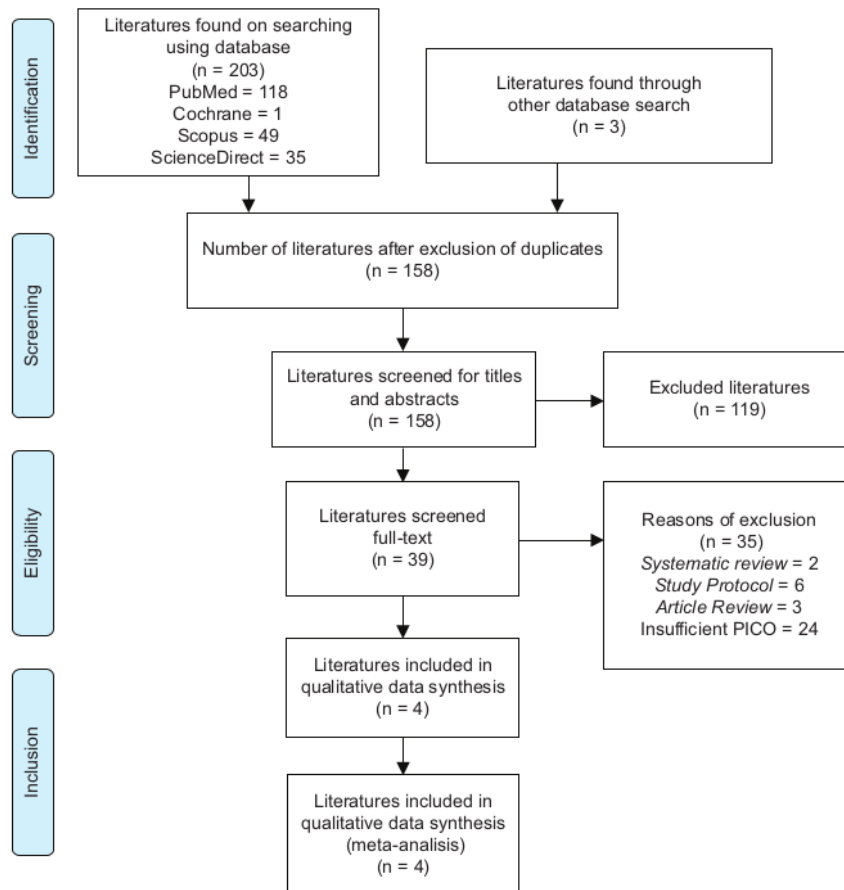 Identification
Literatures found on searching
using database
(n = 203)
PubMed = 118
Cochrane = 1
Scopus = 49
ScienceDirect = 35
Literatures found through
other database search
(n = 3)
Screening
Number of literatures after exclusion of duplicates
(n = 158)
Literatures screened for titles
and abstracts
(n = 158)
Excluded literatures
(n = 119)
Eligibility
Literatures screened
full-text
(n = 39)
Reasons of exclusion
(n = 35)
Systematic review = 2
Study Protocol = 6
Article Review = 3
Insufficient PICO = 24
Literatures included in
qualitative data synthesis
(n = 4)
Inclusion
Literatures included in
qualitative data synthesis
(meta-analisis)
(n = 4)